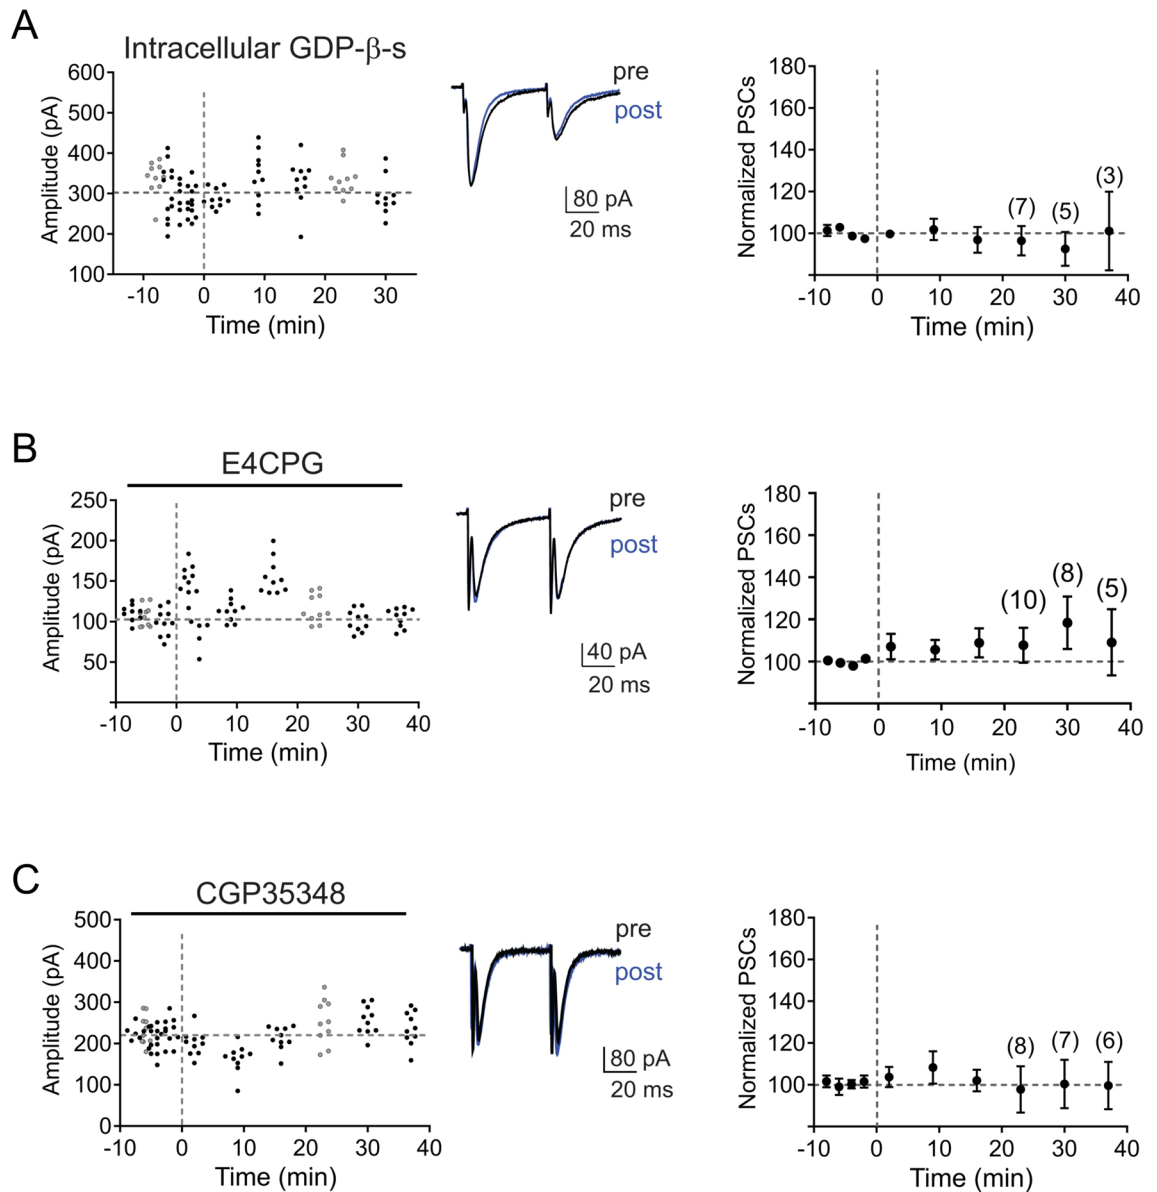 A
Intracellular GDP-β-s
600
500
400
300
200
100
Amplitude (pA)
-10 0 10 20 30
Time (min)
pre
post
80 pA
20 ms
180
160
140
120
100
Normalized PSCs
(7) (5) (3)
-10 0 10 20 30 40
Time (min)
B
E4CPG
250
200
150
100
50
Amplitude (pA)
-10 0 10 20 30 40
Time (min)
pre
post
40 pA
20 ms
180
160
140
120
100
Normalized PSCs
(10) (8) (5)
-10 0 10 20 30 40
Time (min)
C
CGP35348
500
400
300
200
100
0
Amplitude (pA)
-10 0 10 20 30 40
Time (min)
pre
post
80 pA
20 ms
180
160
140
120
100
Normalized PSCs
(8) (7) (6)
-10 0 10 20 30 40
Time (min)